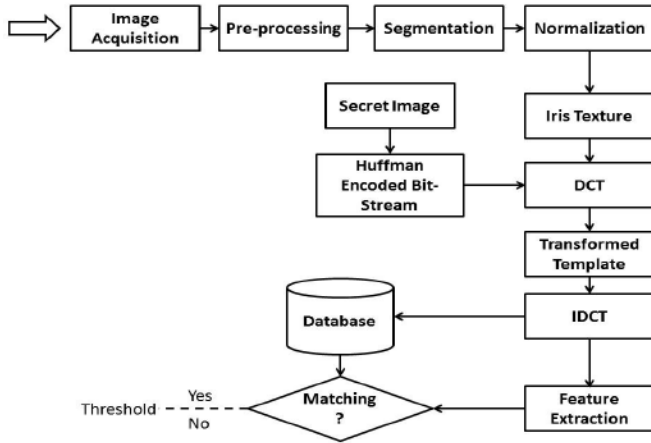 Image
Acquisition
Pre-processing
Segmentation
Normalization
Secret Image
Iris Texture
Huffman
Encoded Bit-
Stream
DCT
Transformed
Template
Database
IDCT
Threshold
Yes
No
Matching
?
Feature
Extraction